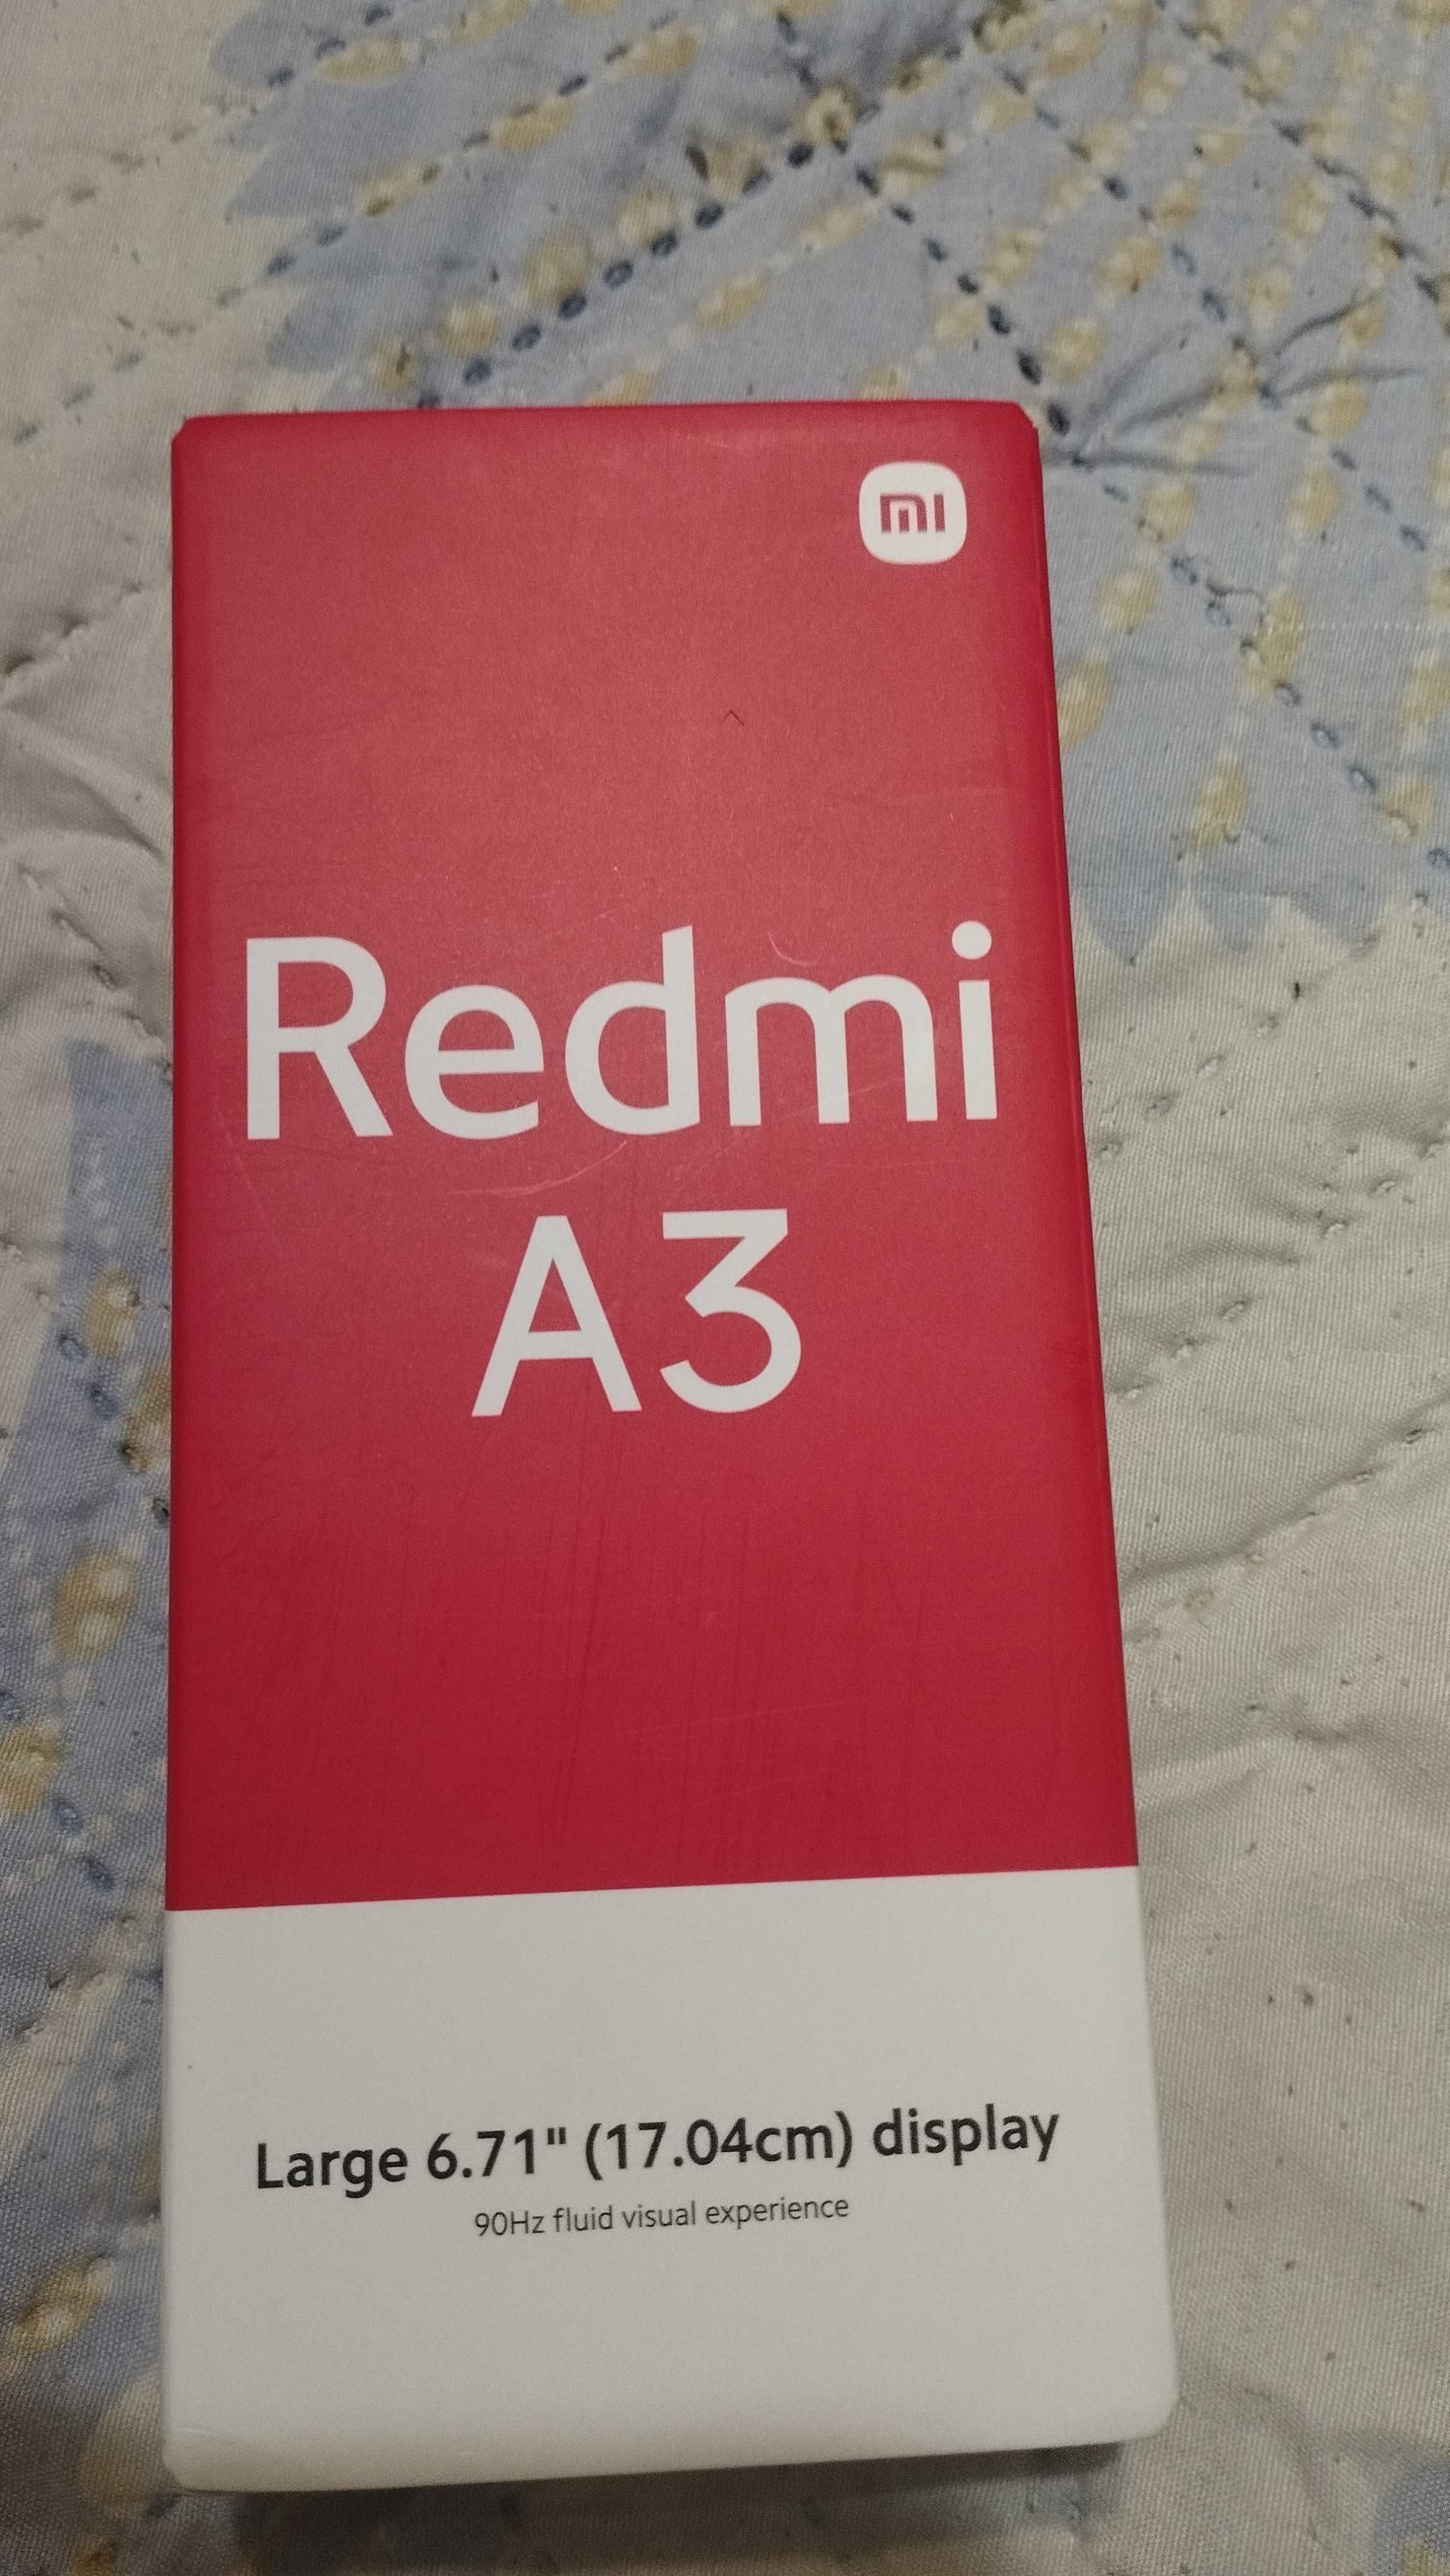 mi
Redmi
A3
Large 6.71" (17.04cm) display
90Hz fluid visual experience